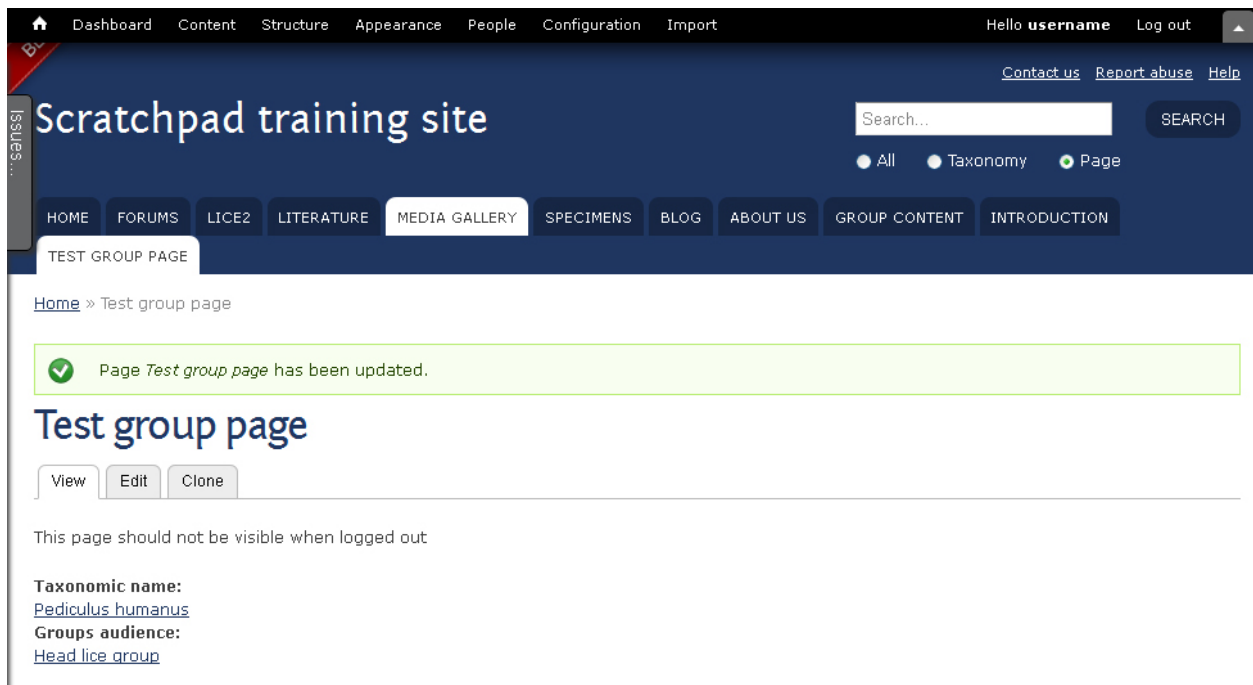 Dashboard Content Structure Appearance People Configuration Import Hello username Log out
Contact us Report abuse Help
Issues...
Scratchpad training site
Search... SEARCH
All Taxonomy Page
HOME FORUMS LICE2 LITERATURE MEDIA GALLERY SPECIMENS BLOG ABOUT US GROUP CONTENT INTRODUCTION
TEST GROUP PAGE
Home » Test group page
Page Test group page has been updated.
Test group page
View Edit Clone
This page should not be visible when logged out
Taxonomic name:
Pediculus humanus
Groups audience:
Head lice group